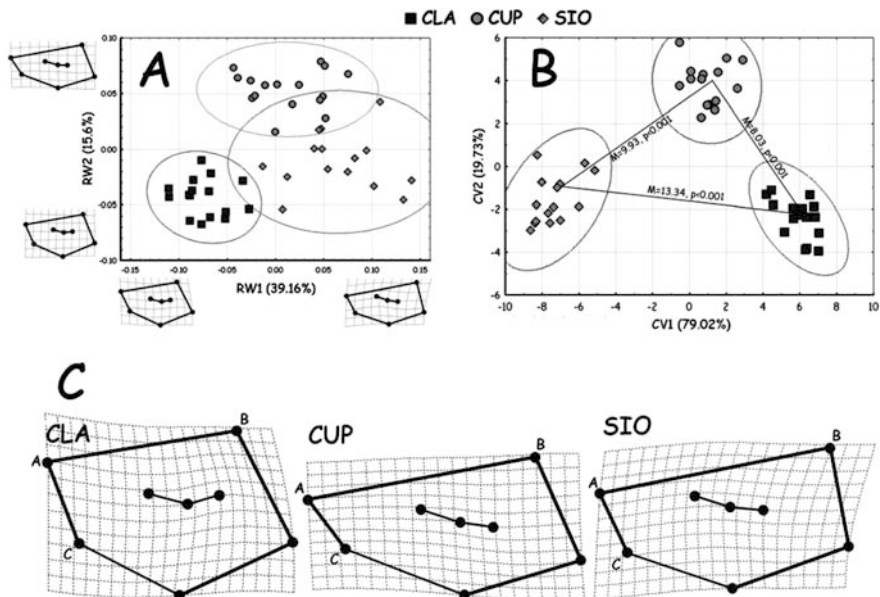 CLA CUP SIO
A
0.10
0.05
0.00
-0.05
-0.10
RW2 (15.6%)
-0.15 -0.10 -0.05 0.00 0.05 0.10 0.15
RW1 (39.16%)
B
6
4
2
0
-2
-4
-6
CV2 (19.73%)
M=9.93, p<0.001
M=8.03, p<0.001
M=13.34, p<0.001
-10 -8 -6 -4 -2 0 2 4 6 8 10
CV1 (79.02%)
C
CLA
A
B
C
CUP
A
B
C
SIO
A
B
C